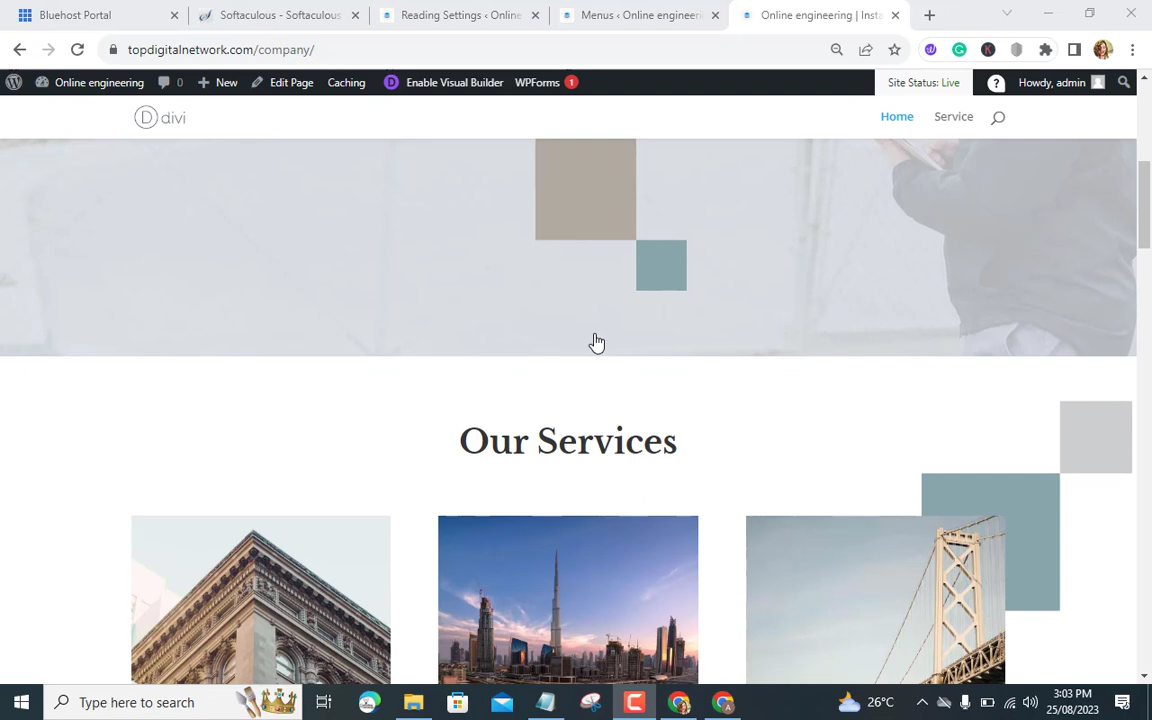 Bluehost Portal
Softaculous - Softaculous
Reading Settings ‹ Online
Menus ‹ Online engineeri
Online engineering | Insta
topdigitalnetwork.com/company/
Online engineering
0
New
Edit Page
Caching
Enable Visual Builder
WPForms
1
Site Status: Live
Howdy, admin
D divi
Home
Service
Our Services
Type here to search
26°C
3:03 PM
25/08/2023